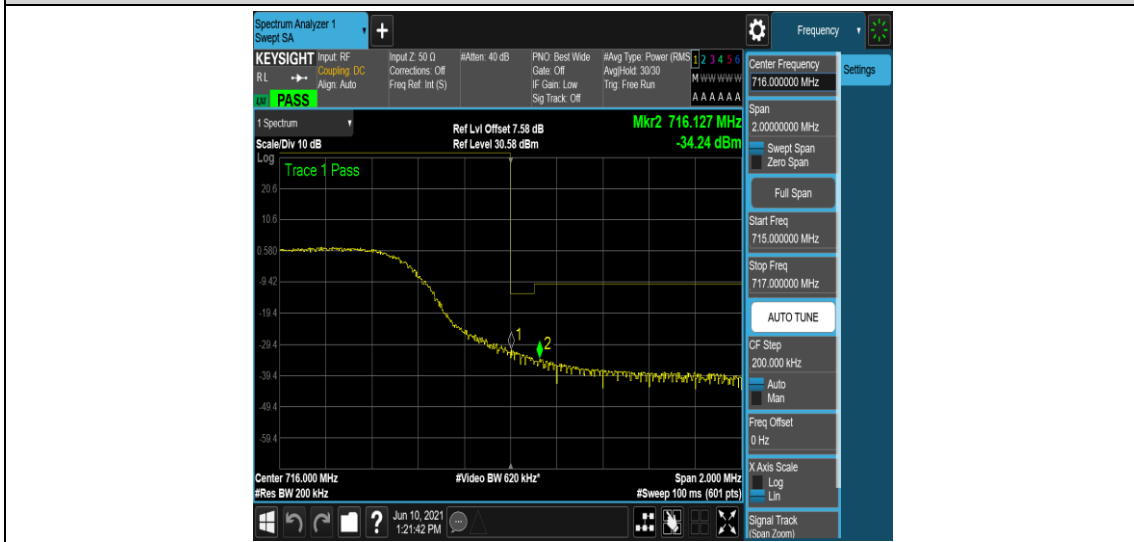 Spectrum Analyzer 1
Swept SA
+
Frequency
KEYSIGHT
RL
Input: RF
Coupling: DC
Align: Auto
Input Z: 50 Ω
Corrections: Off
Freq Ref: Int (S)
#Atten: 40 dB
PNO: Best Wide
Gate: Off
IF Gain: Low
Sig Track: Off
#Avg Type: Power (RMS
Avg|Hold: 30/30
Trig: Free Run
1 2 3 4 5 6
M W W W W W
A A A A A A
PASS
1 Spectrum
Scale/Div 10 dB
Ref Lvl Offset 7.58 dB
Ref Level 30.58 dBm
Mkr2 716.127 MHz
-34.24 dBm
Log
Trace 1 Pass
20.6
10.6
0.580
-9.42
-19.4
-29.4
-39.4
-49.4
-59.4
1
2
Center 716.000 MHz
#Res BW 200 kHz
#Video BW 620 kHz*
Span 2.000 MHz
#Sweep 100 ms (601 pts)
Jun 10, 2021
1:21:42 PM
?
Center Frequency
716.000000 MHz
Settings
Span
2.00000000 MHz
Swept Span
Zero Span
Full Span
Start Freq
715.000000 MHz
Stop Freq
717.000000 MHz
AUTO TUNE
CF Step
200.000 kHz
Auto
Man
Freq Offset
0 Hz
X Axis Scale
Log
Lin
Signal Track
(Span Zoom)